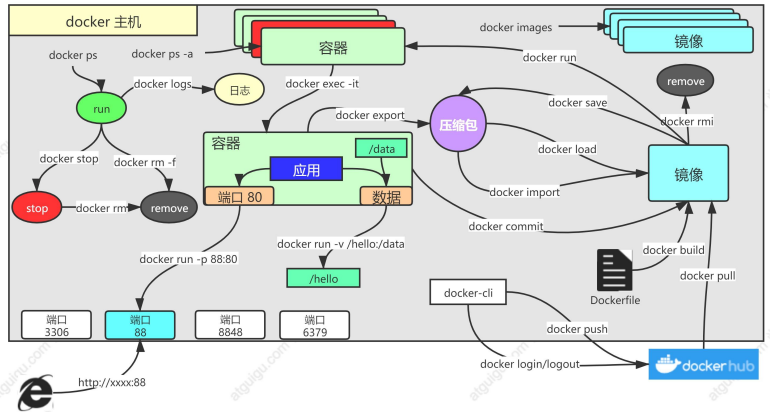 docker 主机
docker ps
docker ps -a
容器
docker images
镜像
docker run
remove
docker logs
日志
docker exec -it
run
docker export
压缩包
docker save
docker rmi
docker load
docker stop
docker rm -f
容器
/data
应用
镜像
docker import
端口 80
数据
stop
docker rm
remove
docker commit
docker run -v /hello:/data
docker run -p 88:80
/hello
docker build
Dockerfile
docker pull
docker-cli
端口
3306
端口
88
端口
8848
端口
6379
docker push
docker login/logout
dockerhub
http://xxxx:88
atguigu.com
atguigu.com
atguigu.com